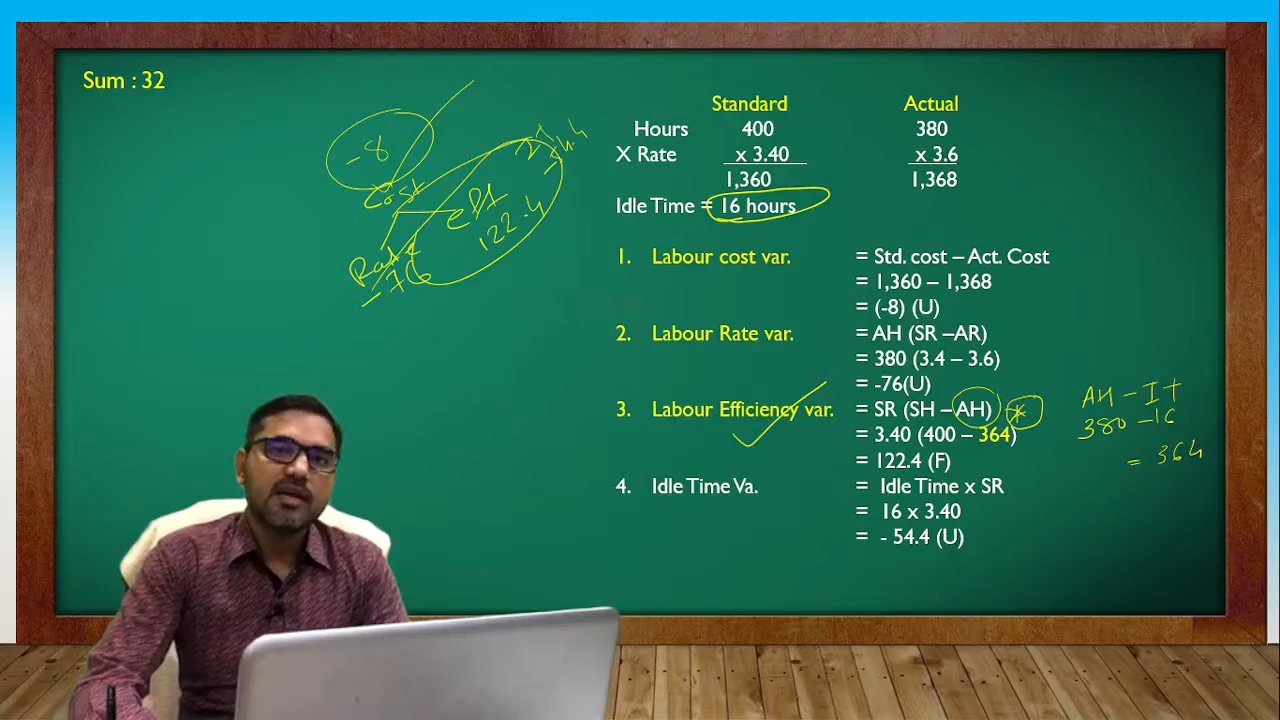 Sum : 32
Standard Actual
Hours 400 380
X Rate x 3.40 x 3.6
1,360 1,368
Idle Time = 16 hours
1. Labour cost var. = Std. cost – Act. Cost
= 1,360 – 1,368
= (-8) (U)
2. Labour Rate var. = AH (SR –AR)
= 380 (3.4 – 3.6)
= -76(U)
3. Labour Efficiency var. = SR (SH – AH) *
= 3.40 (400 – 364)
= 122.4 (F)
4. Idle Time Va. = Idle Time x SR
= 16 x 3.40
= - 54.4 (U)
-8
Cost
Rate
-76
eff
122.4
AH - IT
380 - 16
= 364